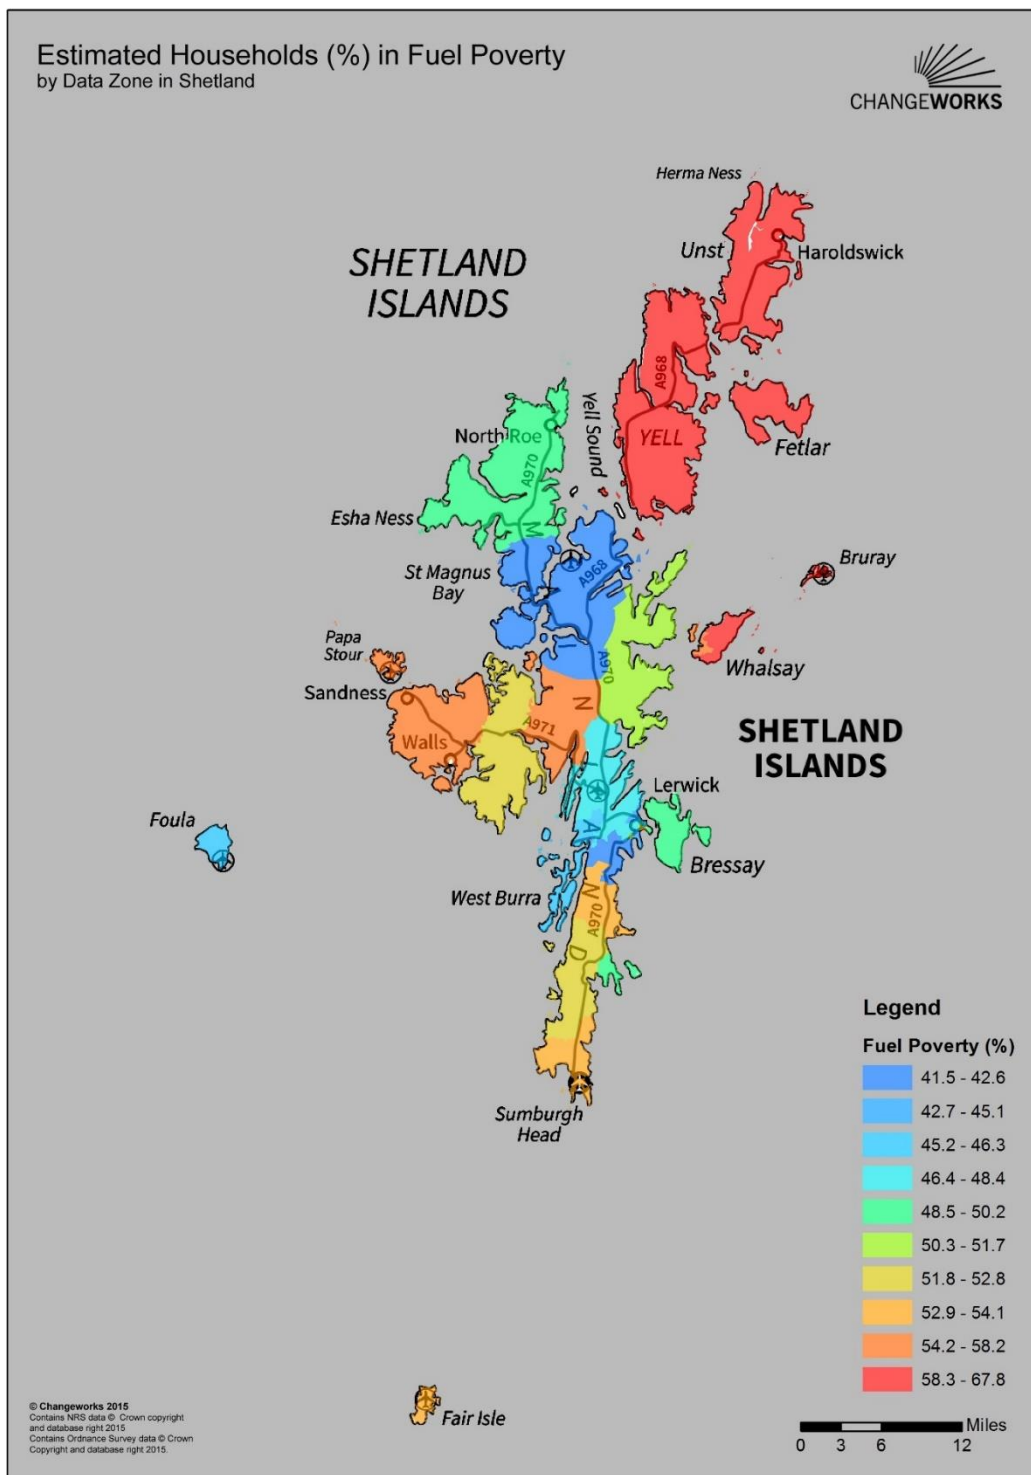 Estimated Households (%) in Fuel Poverty
by Data Zone in Shetland
CHANGEWORKS
Herma Ness
Unst
Haroldswick
SHETLAND
ISLANDS
A968
Yell Sound
YELL
Fetlar
North Roe
A970
Esha Ness
M
St Magnus
Bay
A968
Bruray
Papa
Stour
I
A970
Whalsay
Sandness
N
A971
Walls
SHETLAND
ISLANDS
L
Lerwick
Foula
A
Bressay
West Burra
N
A970
D
Sumburgh
Head
Fair Isle
Legend
Fuel Poverty (%)
41.5 - 42.6
42.7 - 45.1
45.2 - 46.3
46.4 - 48.4
48.5 - 50.2
50.3 - 51.7
51.8 - 52.8
52.9 - 54.1
54.2 - 58.2
58.3 - 67.8
Miles
0 3 6 12
© Changeworks 2015
Contains NRS data © Crown copyright
and database right 2015
Contains Ordnance Survey data © Crown
Copyright and database right 2015.